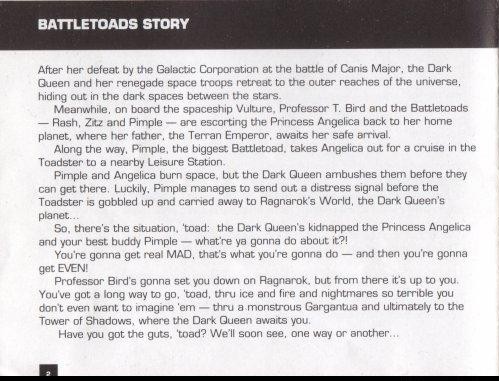 BATTLETOADS STORY
After her defeat by the Galactic Corporation at the battle of Canis Major, the Dark
Queen and her renegade space troops retreat to the outer reaches of the universe,
hiding out in the dark spaces between the stars.
Meanwhile, on board the spaceship Vulture, Professor T. Bird and the Battletoads
— Rash, Zitz and Pimple — are escorting the Princess Angelica back to her home
planet, where her father, the Terran Emperor, awaits her safe arrival.
Along the way, Pimple, the biggest Battletoad, takes Angelica out for a cruise in the
Toadster to a nearby Leisure Station.
Pimple and Angelica burn space, but the Dark Queen ambushes them before they
can get there. Luckily, Pimple manages to send out a distress signal before the
Toadster is gobbled up and carried away to Ragnarok's World, the Dark Queen's
planet...
So, there's the situation, 'toad: the Dark Queen's kidnapped the Princess Angelica
and your best buddy Pimple — what're ya gonna do about it?!
You're gonna get real MAD, that's what you're gonna do — and then you're gonna
get EVEN!
Professor Bird's gonna set you down on Ragnarok, but from there it's up to you.
You've got a long way to go, 'toad, thru ice and fire and nightmares so terrible you
don't even want to imagine 'em — thru a monstrous Gargantua and ultimately to the
Tower of Shadows, where the Dark Queen awaits you.
Have you got the guts, 'toad? We'll soon see, one way or another...
2